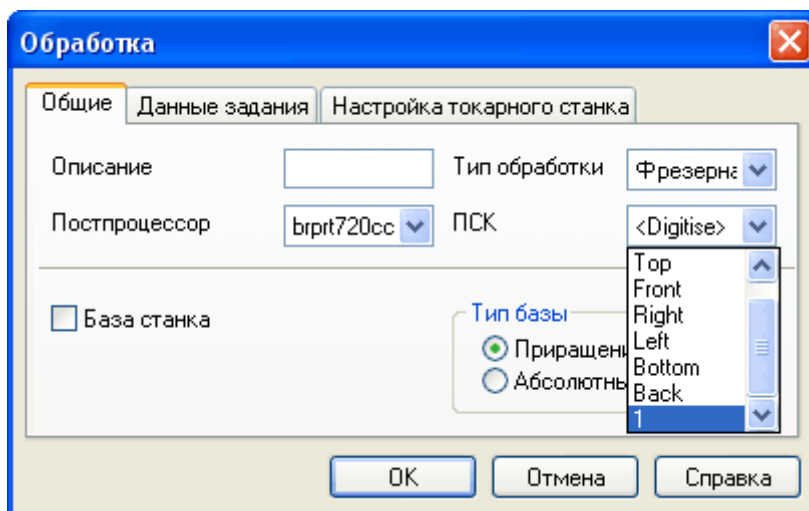 Обработка
Общие Данные задания Настройка токарного станка
Описание Тип обработки Фрезерна
Постпроцессор brprt720cc ПСК <Digitise>
Top
Front
Right
Left
Bottom
Back
1
База станка
Тип базы
Приращени
Абсолютны
OK Отмена Справка